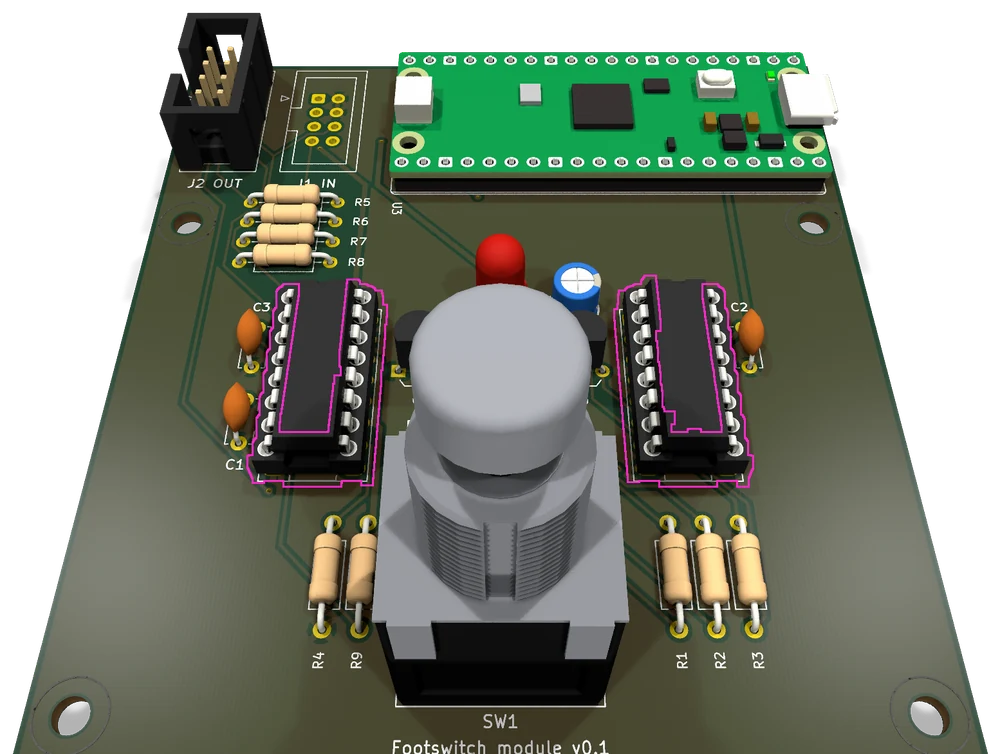 J2 OUT
J1 IN
R5
R6
R7
R8
U3
C3
C2
C1
R4
R9
R1
R2
R3
SW1
Footswitch module v0.1